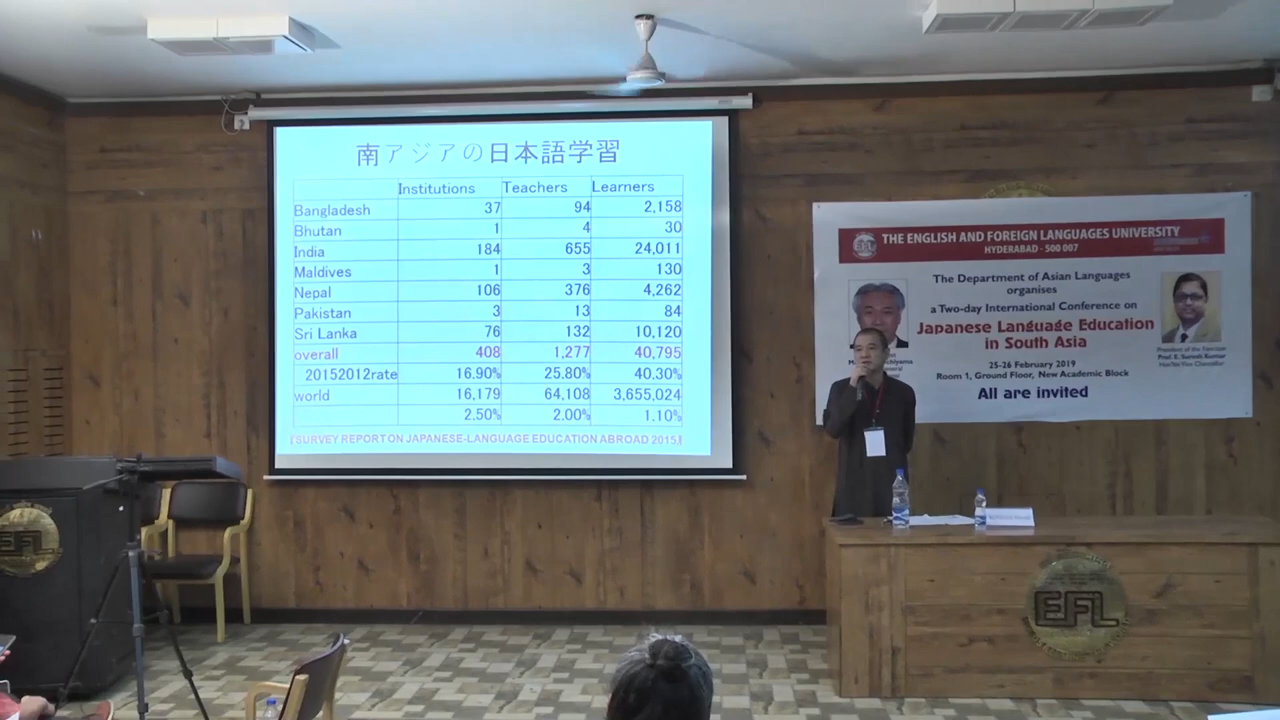 南アジアの日本語学習
Institutions Teachers Learners
Bangladesh 37 94 2,158
Bhutan 1 4 30
India 184 655 24,011
Maldives 1 3 130
Nepal 106 376 4,262
Pakistan 3 13 84
Sri Lanka 76 132 10,120
overall 408 1,277 40,795
20152012rate 16.90% 25.80% 40.30%
world 16,179 64,108 3,655,024
2.50% 2.00% 1.10%
[SURVEY REPORT ON JAPANESE-LANGUAGE EDUCATION ABROAD 2015]
THE ENGLISH AND FOREIGN LANGUAGES UNIVERSITY
HYDERABAD - 500 007
The Department of Asian Languages
organises
a Two-day International Conference on
Japanese Language Education
in South Asia
25-26 February 2019
Room 1, Ground Floor, New Academic Block
All are invited
Prof. E. Suresh Kumar
EFL
EFL